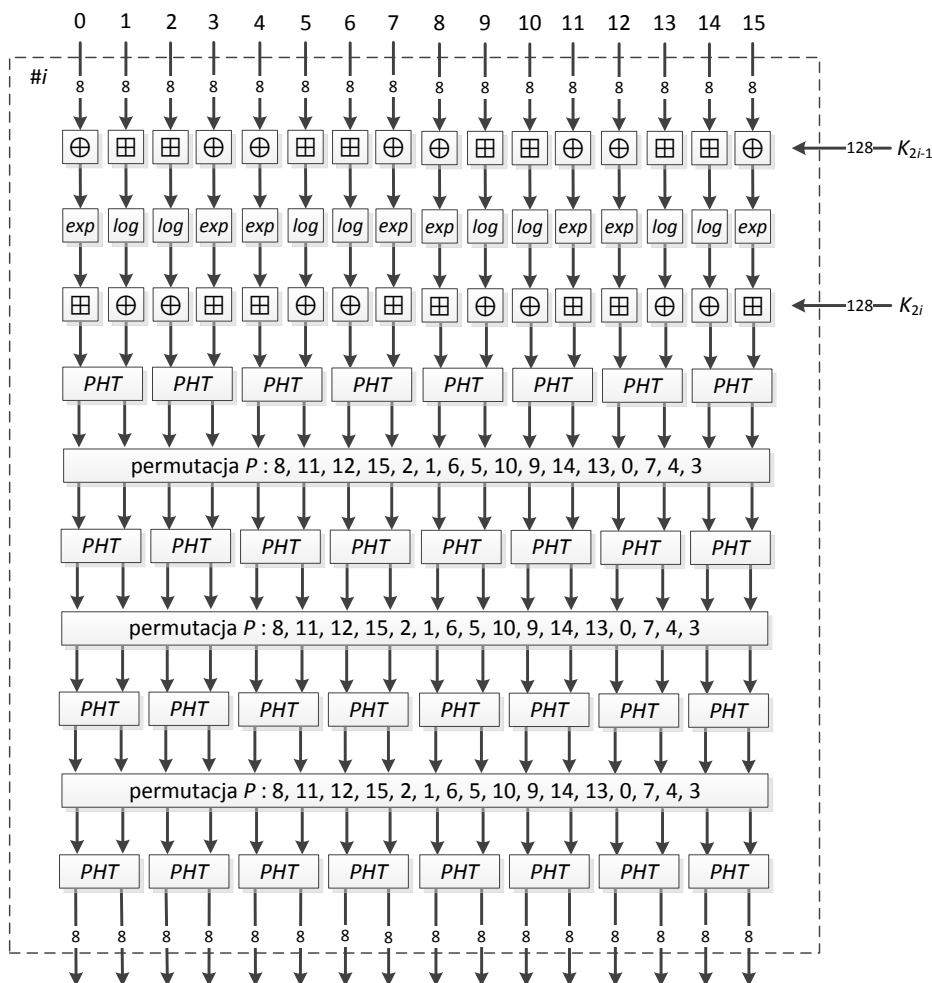 0 1 2 3 4 5 6 7 8 9 10 11 12 13 14 15
#i
8 8 8 8 8 8 8 8 8 8 8 8 8 8 8 8
128 K2i-1
exp log log exp exp log log exp exp log log exp exp log log exp
128 K2i
PHT PHT PHT PHT PHT PHT PHT PHT
permutacja P : 8, 11, 12, 15, 2, 1, 6, 5, 10, 9, 14, 13, 0, 7, 4, 3
PHT PHT PHT PHT PHT PHT PHT PHT
permutacja P : 8, 11, 12, 15, 2, 1, 6, 5, 10, 9, 14, 13, 0, 7, 4, 3
PHT PHT PHT PHT PHT PHT PHT PHT
permutacja P : 8, 11, 12, 15, 2, 1, 6, 5, 10, 9, 14, 13, 0, 7, 4, 3
PHT PHT PHT PHT PHT PHT PHT PHT
8 8 8 8 8 8 8 8 8 8 8 8 8 8 8 8